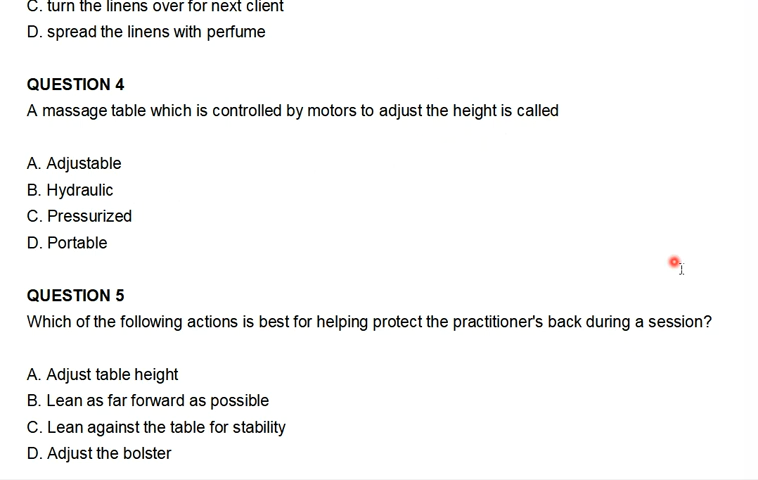 C. turn the linens over for next client
D. spread the linens with perfume
QUESTION 4
A massage table which is controlled by motors to adjust the height is called
A. Adjustable
B. Hydraulic
C. Pressurized
D. Portable
QUESTION 5
Which of the following actions is best for helping protect the practitioner's back during a session?
A. Adjust table height
B. Lean as far forward as possible
C. Lean against the table for stability
D. Adjust the bolster